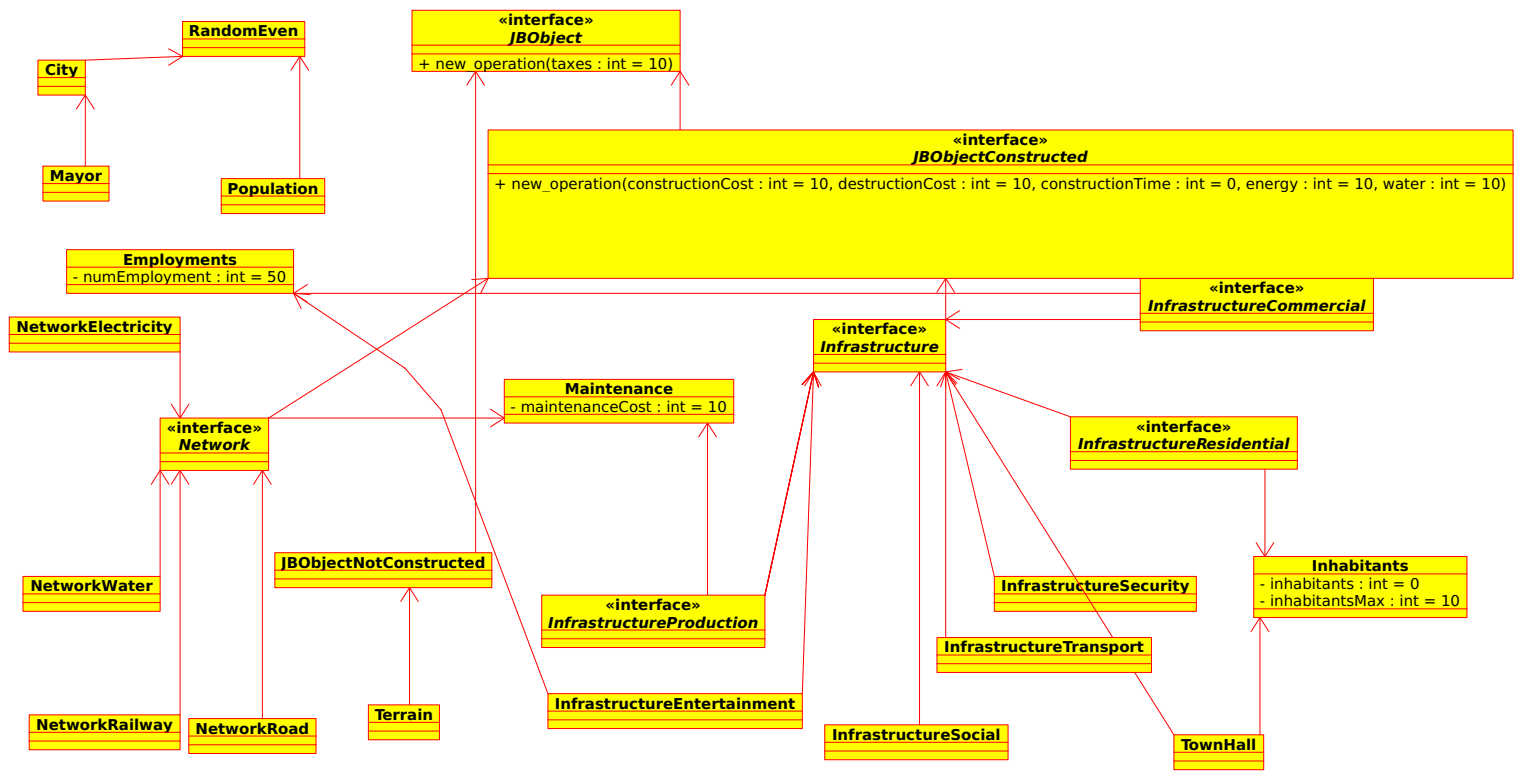 RandomEven
City
Mayor
Population
«interface»
JBObject
+ new_operation(taxes : int = 10)
«interface»
JBObjectConstructed
+ new_operation(constructionCost : int = 10, destructionCost : int = 10, constructionTime : int = 0, energy : int = 10, water : int = 10)
Employments
- numEmployment : int = 50
«interface»
InfrastructureCommercial
NetworkElectricity
«interface»
Infrastructure
Maintenance
- maintenanceCost : int = 10
«interface»
Network
«interface»
InfrastructureResidential
JBObjectNotConstructed
NetworkWater
«interface»
InfrastructureProduction
InfrastructureSecurity
Inhabitants
- inhabitants : int = 0
- inhabitantsMax : int = 10
InfrastructureTransport
InfrastructureEntertainment
Terrain
NetworkRailway
NetworkRoad
InfrastructureSocial
TownHall